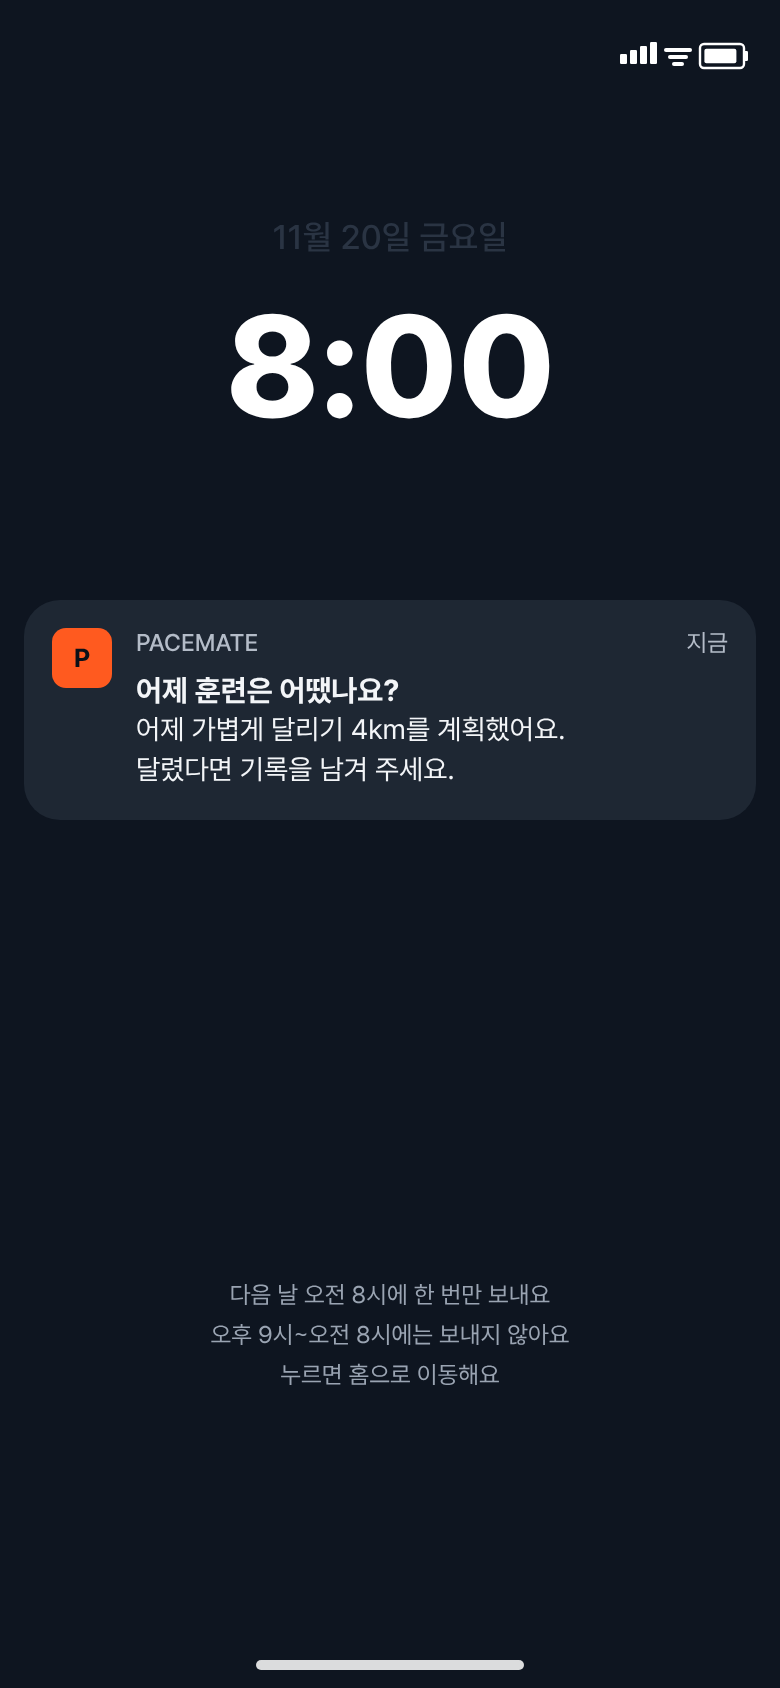 11월 20일 금요일
8:00
PACEMATE 지금
P
어제 훈련은 어땠나요?
어제 가볍게 달리기 4km를 계획했어요.
달렸다면 기록을 남겨 주세요.
다음 날 오전 8시에 한 번만 보내요
오후 9시~오전 8시에는 보내지 않아요
누르면 홈으로 이동해요